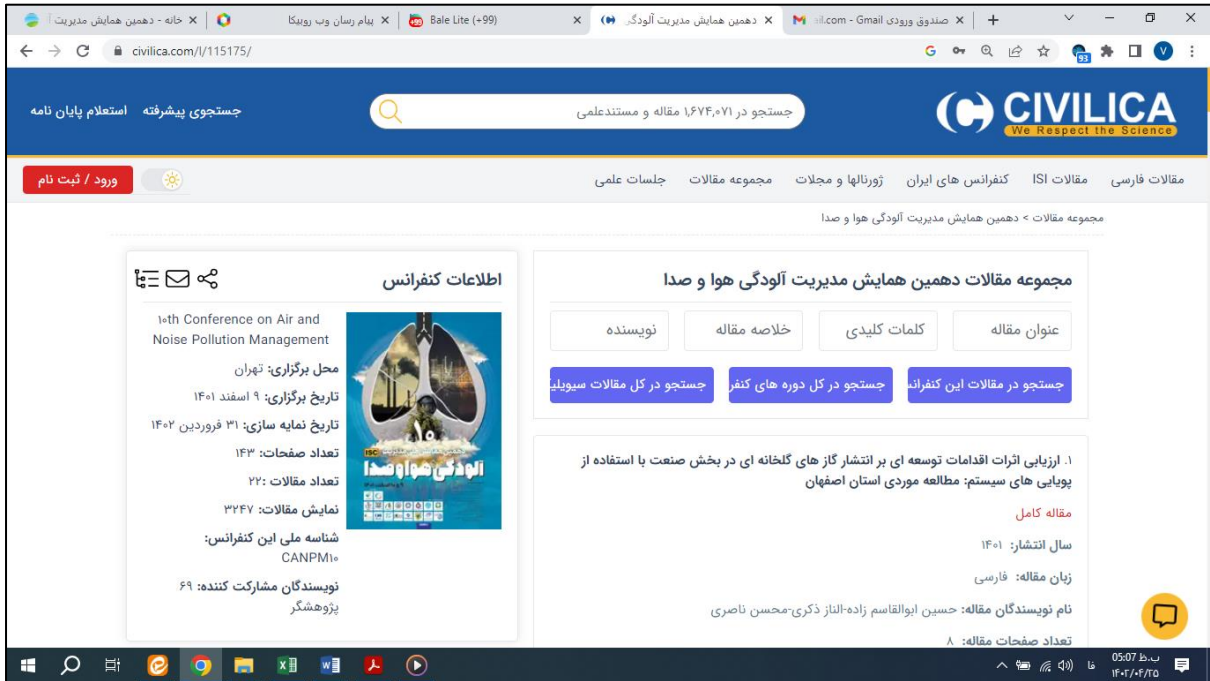 خانه - دهمین همایش مدیریت آ
پیام رسان وب روبیکا
Bale Lite (+99)
دهمین همایش مدیریت آلودگی
صندوق ورودی il.com - Gmail
civilica.com/l/115175/
93
V
CIVILICA
We Respect the Science
جستجو در ۱,۶۷۴,۰۷۱ مقاله و مستندعلمی
جستجوی پیشرفته
استعلام پایان نامه
مقالات فارسی
مقالات ISI
کنفرانس های ایران
ژورنالها و مجلات
مجموعه مقالات
جلسات علمی
ورود / ثبت نام
مجموعه مقالات > دهمین همایش مدیریت آلودگی هوا و صدا
مجموعه مقالات دهمین همایش مدیریت آلودگی هوا و صدا
عنوان مقاله
کلمات کلیدی
خلاصه مقاله
نویسنده
جستجو در مقالات این کنفرانس
جستجو در کل دوره های کنفر
جستجو در کل مقالات سیویلیک
۱. ارزیابی اثرات اقدامات توسعه ای بر انتشار گاز های گلخانه ای در بخش صنعت با استفاده از
پویایی های سیستم: مطالعه موردی استان اصفهان
مقاله کامل
سال انتشار: ۱۴۰۱
زبان مقاله: فارسی
نام نویسندگان مقاله: حسین ابوالقاسم زاده-الناز ذکری-محسن ناصری
تعداد صفحات مقاله: ۸
اطلاعات کنفرانس
۱۰th Conference on Air and
Noise Pollution Management
محل برگزاری: تهران
تاریخ برگزاری: ۹ اسفند ۱۴۰۱
تاریخ نمایه سازی: ۳۱ فروردین ۱۴۰۲
تعداد صفحات: ۱۴۳
تعداد مقالات: ۲۲
نمایش مقالات: ۳۲۴۷
شناسه ملی این کنفرانس:
CANPM۱۰
نویسندگان مشارکت کننده: ۶۹
پژوهشگر
۱۰
ISC
آلودگی هوا و صدا
فا
05:07 ب.ظ
۱۴۰۲/۰۴/۲۵